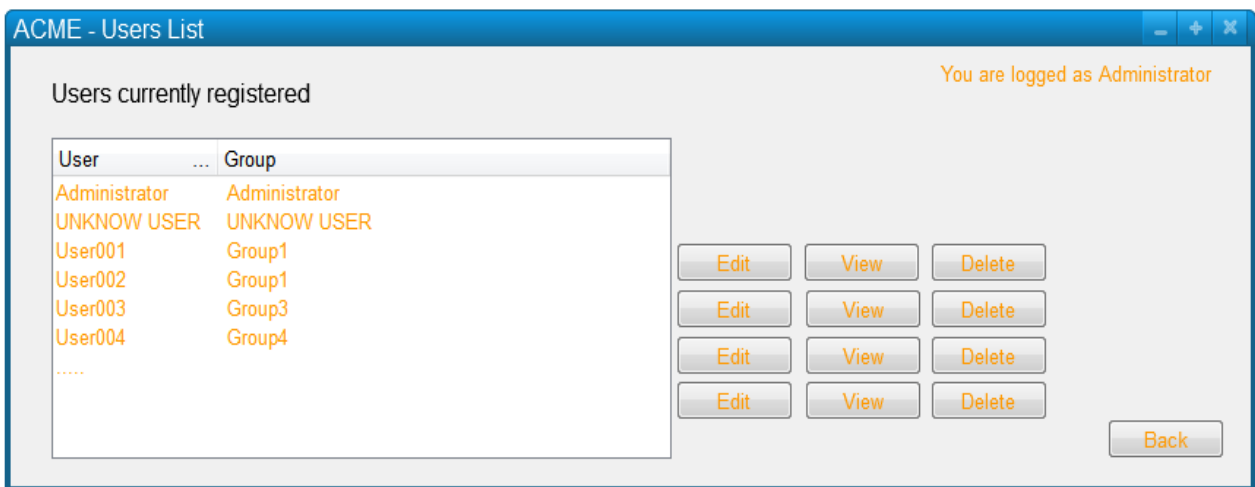 ACME - Users List
You are logged as Administrator
Users currently registered
User ... Group
Administrator Administrator
UNKNOW USER UNKNOW USER
User001 Group1
Edit View Delete
User002 Group1
User003 Group3
Edit View Delete
User004 Group4
Edit View Delete
.....
Edit View Delete
Back